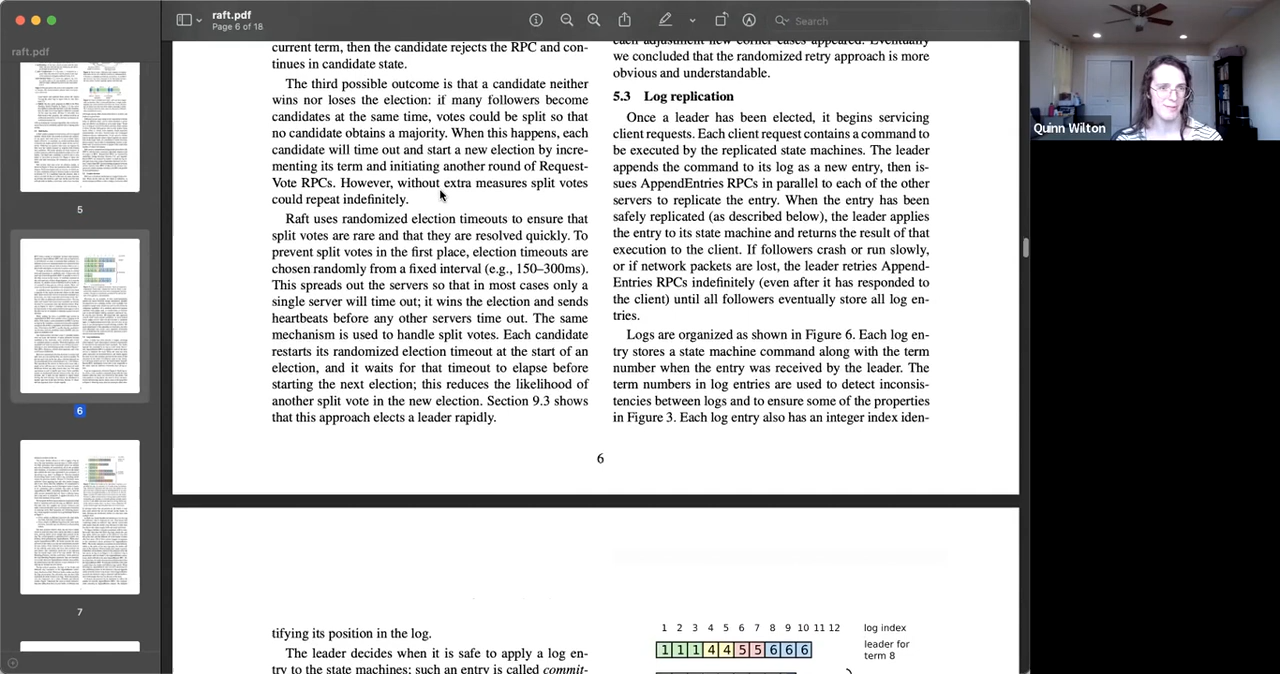 raft.pdf
Page 6 of 18
Search
raft.pdf
5
6
7
current term, then the candidate rejects the RPC and con-
tinues in candidate state.
The third possible outcome is that a candidate neither
wins nor loses the election: if many followers become
candidates at the same time, votes could be split so that
no candidate obtains a majority. When this happens, each
candidate will time out and start a new election by incre-
menting its term and initiating another round of Request-
Vote RPCs. However, without extra measures split votes
could repeat indefinitely.
Raft uses randomized election timeouts to ensure that
split votes are rare and that they are resolved quickly. To
prevent split votes in the first place, election timeouts are
chosen randomly from a fixed interval (e.g., 150–300ms).
This spreads out the servers so that in most cases only a
single server will time out; it wins the election and sends
heartbeats before any other servers time out. The same
mechanism is used to handle split votes. Each candidate
restarts its randomized election timeout at the start of an
election, and it waits for that timeout to elapse before
starting the next election; this reduces the likelihood of
another split vote in the new election. Section 9.3 shows
that this approach elects a leader rapidly.
each adjustment new corner cases appeared. Eventually
we concluded that the randomized retry approach is more
obvious and understandable.
5.3 Log replication
Once a leader has been elected, it begins servicing
client requests. Each client request contains a command to
be executed by the replicated state machines. The leader
appends the command to its log as a new entry, then is-
sues AppendEntries RPCs in parallel to each of the other
servers to replicate the entry. When the entry has been
safely replicated (as described below), the leader applies
the entry to its state machine and returns the result of that
execution to the client. If followers crash or run slowly,
or if network packets are lost, the leader retries Append-
Entries RPCs indefinitely (even after it has responded to
the client) until all followers eventually store all log en-
tries.
Logs are organized as shown in Figure 6. Each log en-
try stores a state machine command along with the term
number when the entry was received by the leader. The
term numbers in log entries are used to detect inconsis-
tencies between logs and to ensure some of the properties
in Figure 3. Each log entry also has an integer index iden-
6
tifying its position in the log.
The leader decides when it is safe to apply a log en-
try to the state machines; such an entry is called commit-
1 2 3 4 5 6 7 8 9 10 11 12
log index
1 1 1 4 4 5 5 6 6 6
leader for
term 8
Quinn Wilton